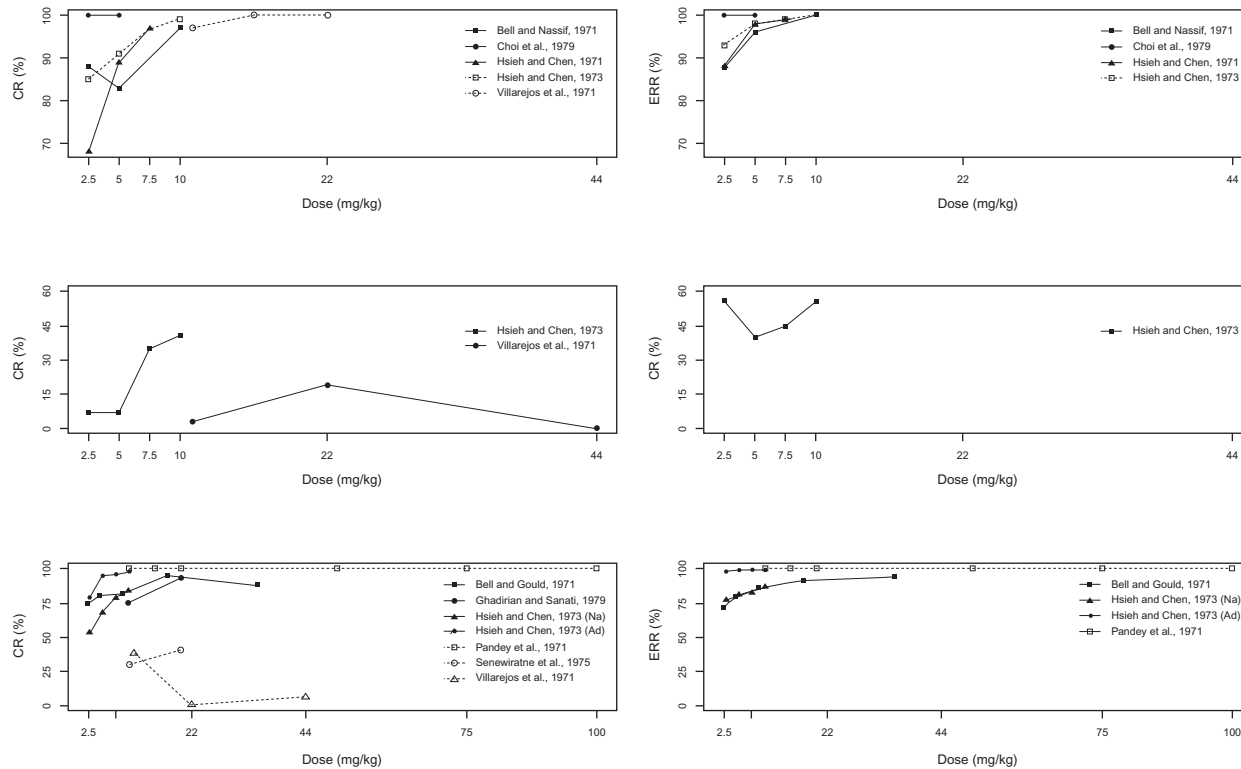 CR (%)
100
90
80
70
2.5
5
7.5
10
22
44
Dose (mg/kg)
Bell and Nassif, 1971
Choi et al., 1979
Hsieh and Chen, 1971
Hsieh and Chen, 1973
Villarejos et al., 1971
ERR (%)
100
90
80
70
2.5
5
7.5
10
22
44
Dose (mg/kg)
Bell and Nassif, 1971
Choi et al., 1979
Hsieh and Chen, 1971
Hsieh and Chen, 1973
CR (%)
60
45
30
15
0
2.5
5
7.5
10
22
44
Dose (mg/kg)
Hsieh and Chen, 1973
Villarejos et al., 1971
CR (%)
60
45
30
15
0
2.5
5
7.5
10
22
44
Dose (mg/kg)
Hsieh and Chen, 1973
CR (%)
100
75
50
25
0
2.5
22
44
75
100
Dose (mg/kg)
Bell and Gould, 1971
Ghadirian and Sanati, 1979
Hsieh and Chen, 1973 (Na)
Hsieh and Chen, 1973 (Ad)
Pandey et al., 1971
Senewiratne et al., 1975
Villarejos et al., 1971
ERR (%)
100
75
50
25
0
2.5
22
44
75
100
Dose (mg/kg)
Bell and Gould, 1971
Hsieh and Chen, 1973 (Na)
Hsieh and Chen, 1973 (Ad)
Pandey et al., 1971